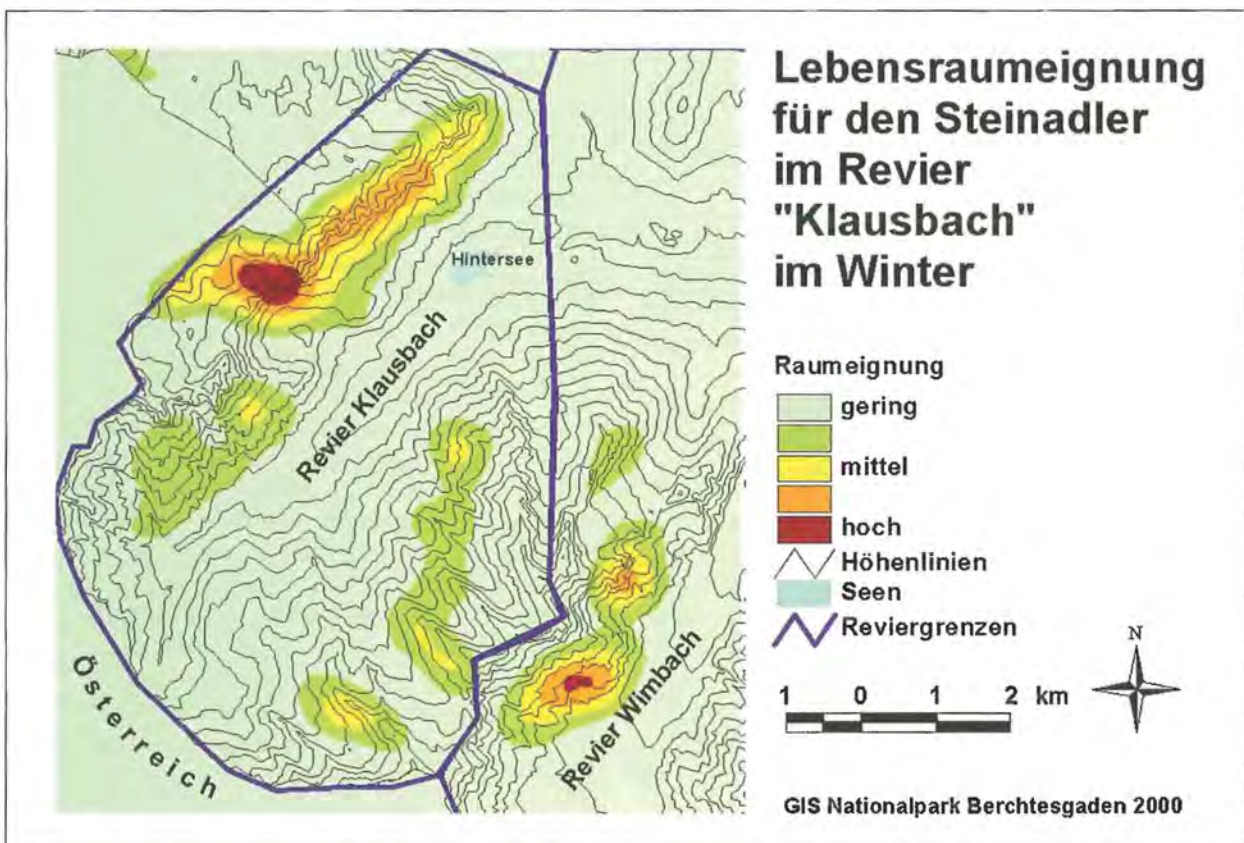 Lebensraumeignung
für den Steinadler
im Revier
"Klausbach"
im Winter
Raumeignung
gering
mittel
hoch
Höhenlinien
Seen
Reviergrenzen
N
1 0 1 2 km
GIS Nationalpark Berchtesgaden 2000
Hintersee
Revier Klausbach
Revier Wimbach
Österreich